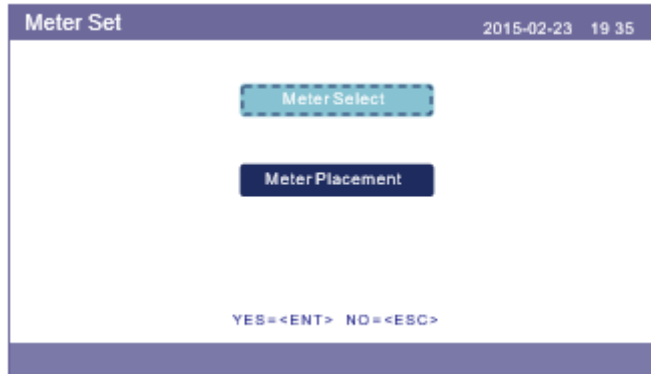 Meter Set
2015-02-23 19 35
Meter Select
Meter Placement
YES=<ENT> NO=<ESC>